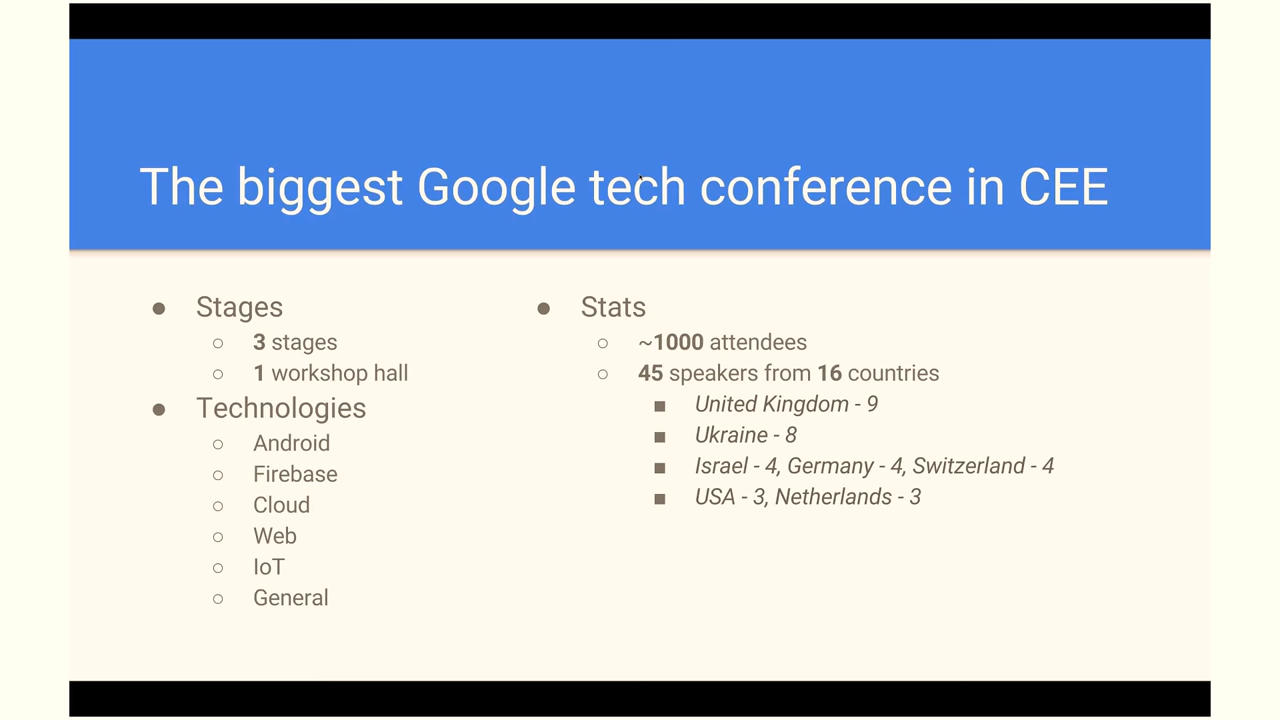 The biggest Google tech conference in CEE
● Stages
○ 3 stages
○ 1 workshop hall
● Technologies
○ Android
○ Firebase
○ Cloud
○ Web
○ IoT
○ General
● Stats
○ ~1000 attendees
○ 45 speakers from 16 countries
■ United Kingdom - 9
■ Ukraine - 8
■ Israel - 4, Germany - 4, Switzerland - 4
■ USA - 3, Netherlands - 3